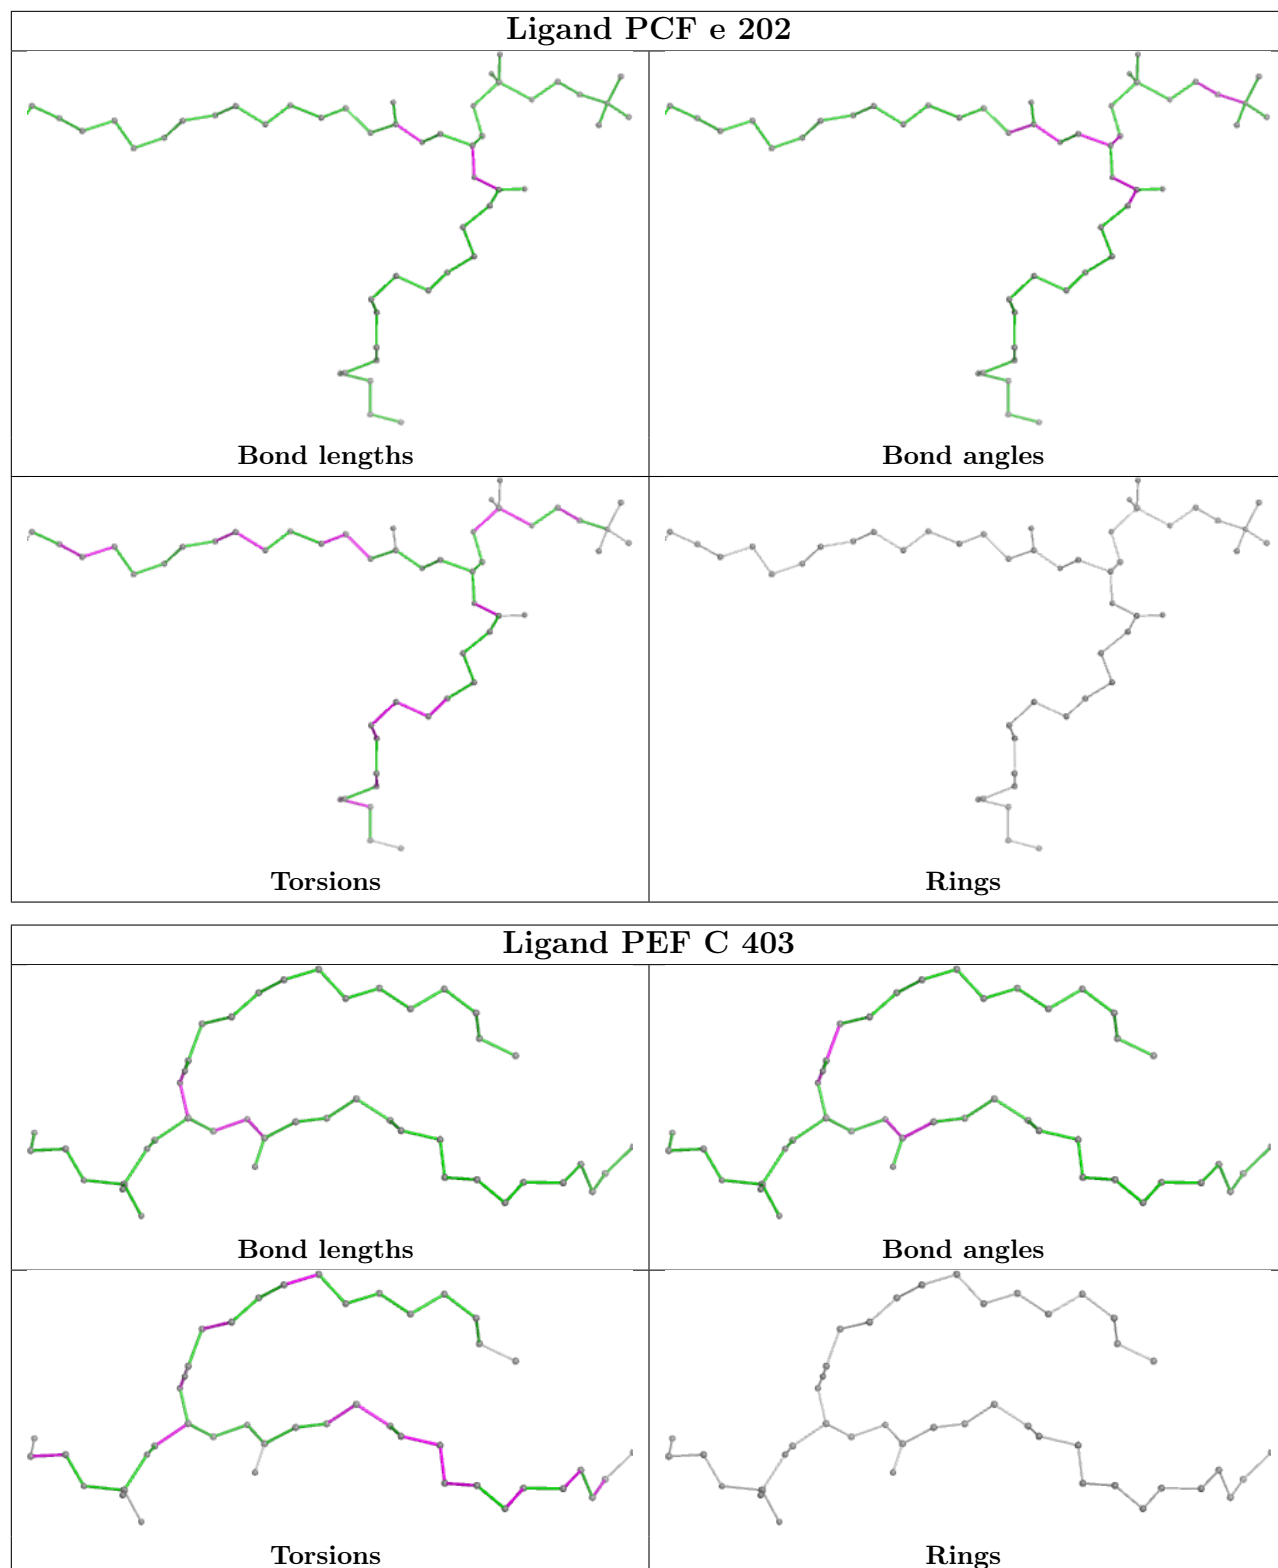 Ligand PCF e 202
Bond lengths
Bond angles
Torsions
Rings
Ligand PEF C 403
Bond lengths
Bond angles
Torsions
Rings